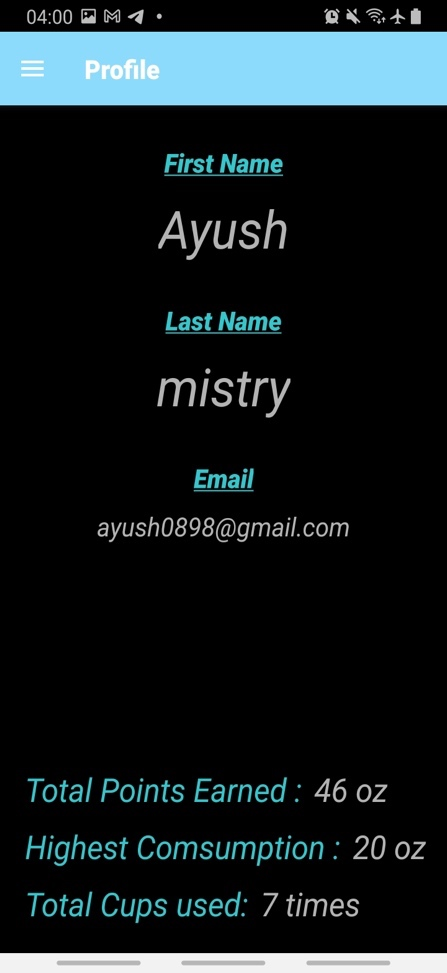 04:00
Profile
First Name
Ayush
Last Name
mistry
Email
ayush0898@gmail.com
Total Points Earned : 46 oz
Highest Comsumption : 20 oz
Total Cups used: 7 times